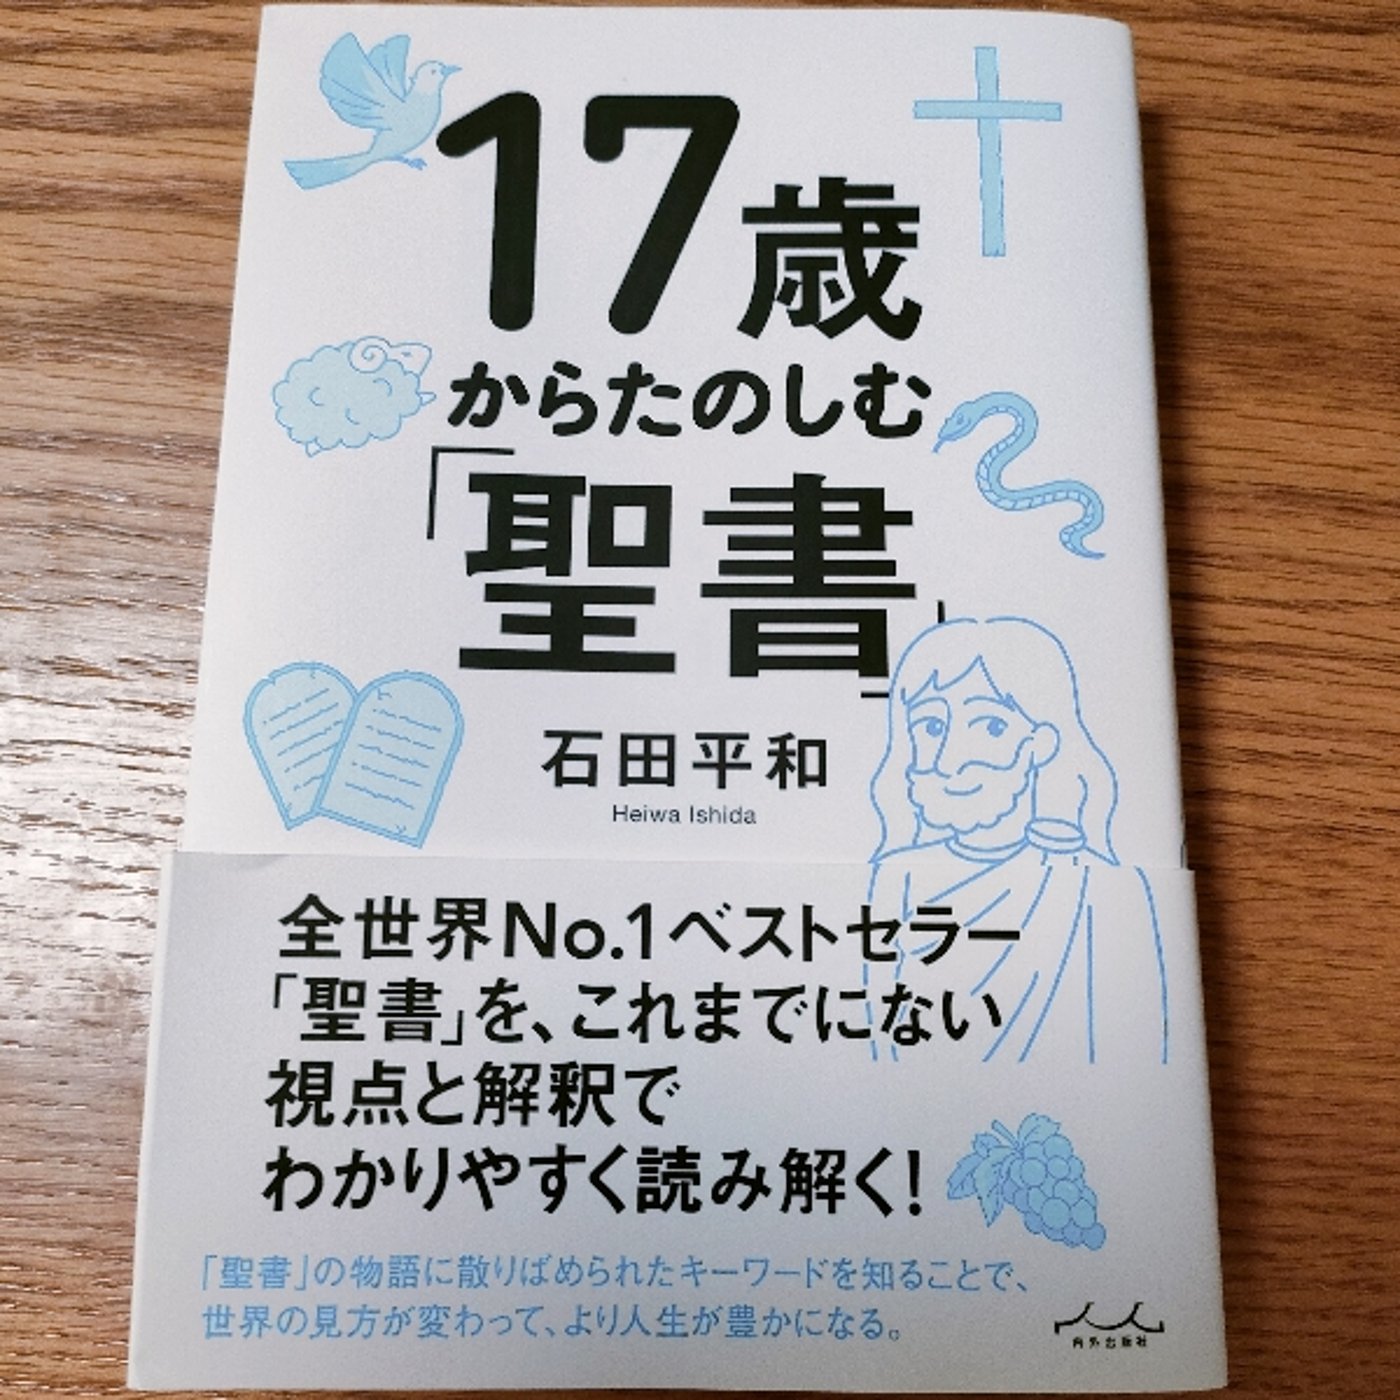 17歳
からたのしむ
「聖書」
石田平和
Heiwa Ishida
全世界No.1ベストセラー
「聖書」を、これまでにない
視点と解釈で
わかりやすく読み解く!
「聖書」の物語に散りばめられたキーワードを知ることで、
世界の見方が変わって、より人生が豊かになる。
内外出版社